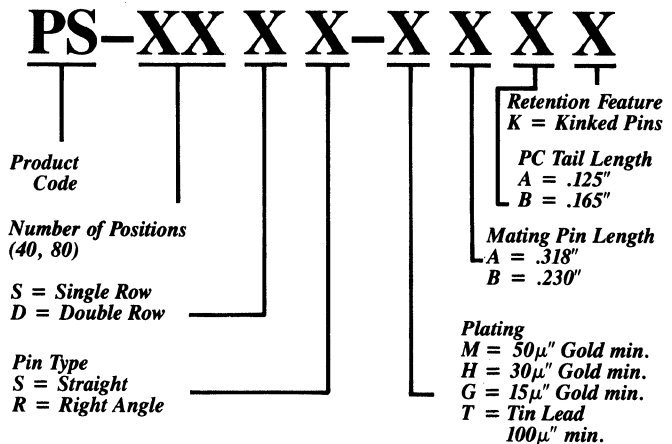 PS-XX X X-X X X X
Retention Feature
K = Kinked Pins
PC Tail Length
A = .125"
B = .165"
Mating Pin Length
A = .318"
B = .230"
Plating
M = 50µ" Gold min.
H = 30µ" Gold min.
G = 15µ" Gold min.
T = Tin Lead
100µ" min.
Product
Code
Number of Positions
(40, 80)
S = Single Row
D = Double Row
Pin Type
S = Straight
R = Right Angle